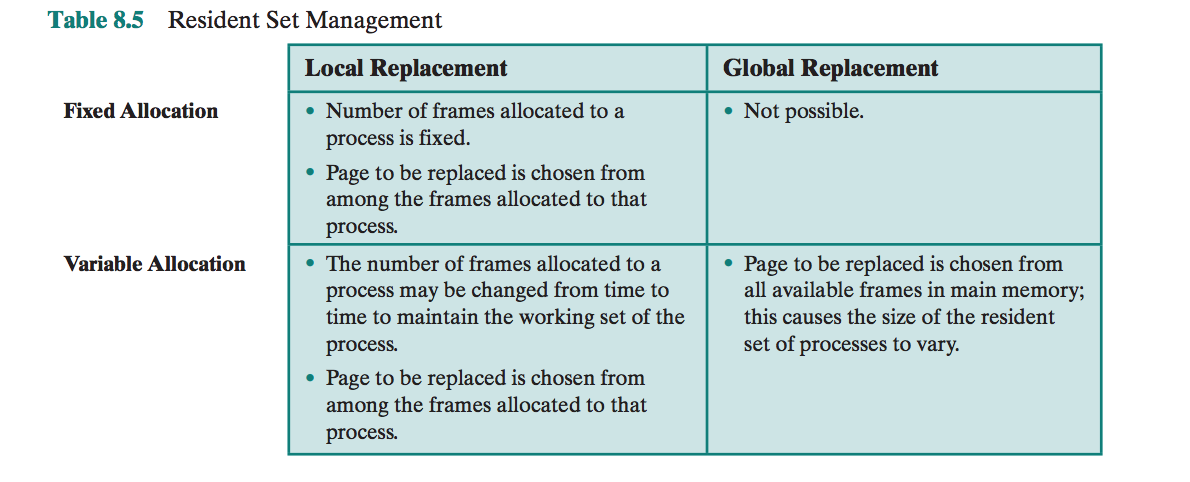 Table 8.5 Resident Set Management
Local Replacement
Global Replacement
Fixed Allocation
• Number of frames allocated to a
process is fixed.
• Page to be replaced is chosen from
among the frames allocated to that
process.
• Not possible.
Variable Allocation
• The number of frames allocated to a
process may be changed from time to
time to maintain the working set of the
process.
• Page to be replaced is chosen from
among the frames allocated to that
process.
• Page to be replaced is chosen from
all available frames in main memory;
this causes the size of the resident
set of processes to vary.